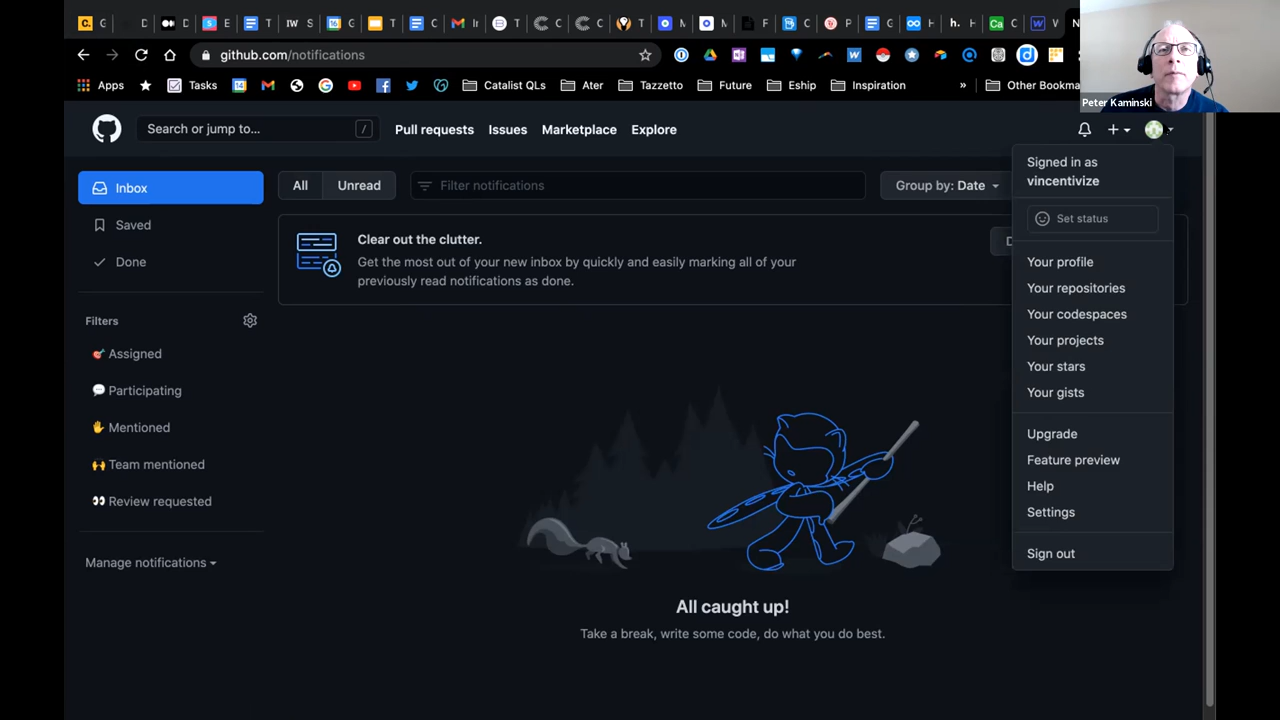 github.com/notifications
Apps
Tasks
Catalist QLs
Ater
Tazzetto
Future
Eship
Inspiration
»
Other Bookma
Peter Kaminski
Search or jump to...
/
Pull requests
Issues
Marketplace
Explore
Signed in as
vincentivize
Set status
Your profile
Your repositories
Your codespaces
Your projects
Your stars
Your gists
Upgrade
Feature preview
Help
Settings
Sign out
Inbox
Saved
Done
Filters
Assigned
Participating
Mentioned
Team mentioned
Review requested
Manage notifications
All
Unread
Filter notifications
Group by: Date
Clear out the clutter.
Get the most out of your new inbox by quickly and easily marking all of your
previously read notifications as done.
All caught up!
Take a break, write some code, do what you do best.